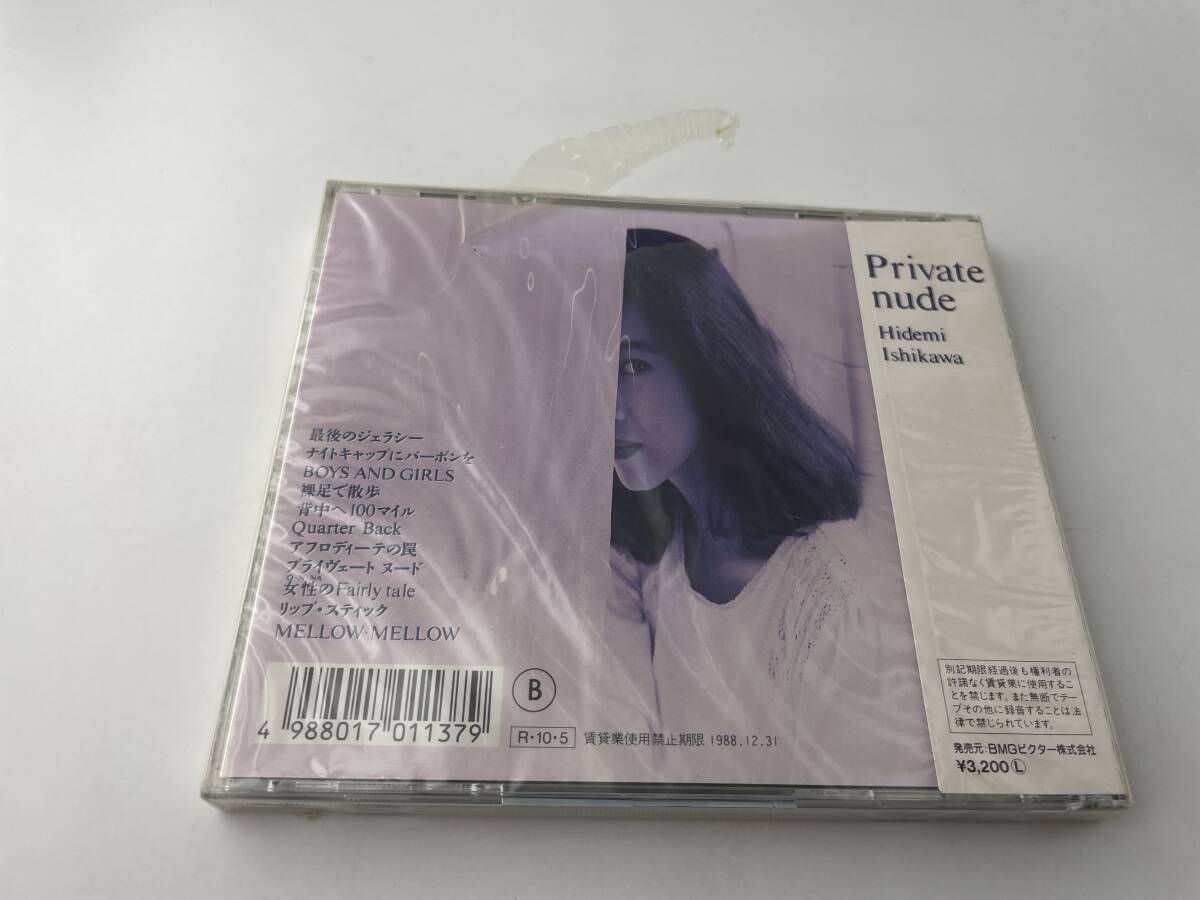 Private
nude
Hidemi
Ishikawa
最後のジェラシー
ナイトキャップにバーボンを
BOYS AND GIRLS
裸足で散歩
背中へ100マイル
Quarter Back
アフロディーテの罠
プライヴェート ヌード
女性のFairly tale
リップ・スティック
MELLOW・MELLOW
4 988017 011379
B
R・10・5 賃貸業使用禁止期限 1988.12.31
別記期限経過後も権利者の
許諾なく賃貸業に使用するこ
とを禁じます。また無断でテー
プその他に録音することは法
律で禁じられています。
発売元:BMGビクター株式会社
¥3,200 L